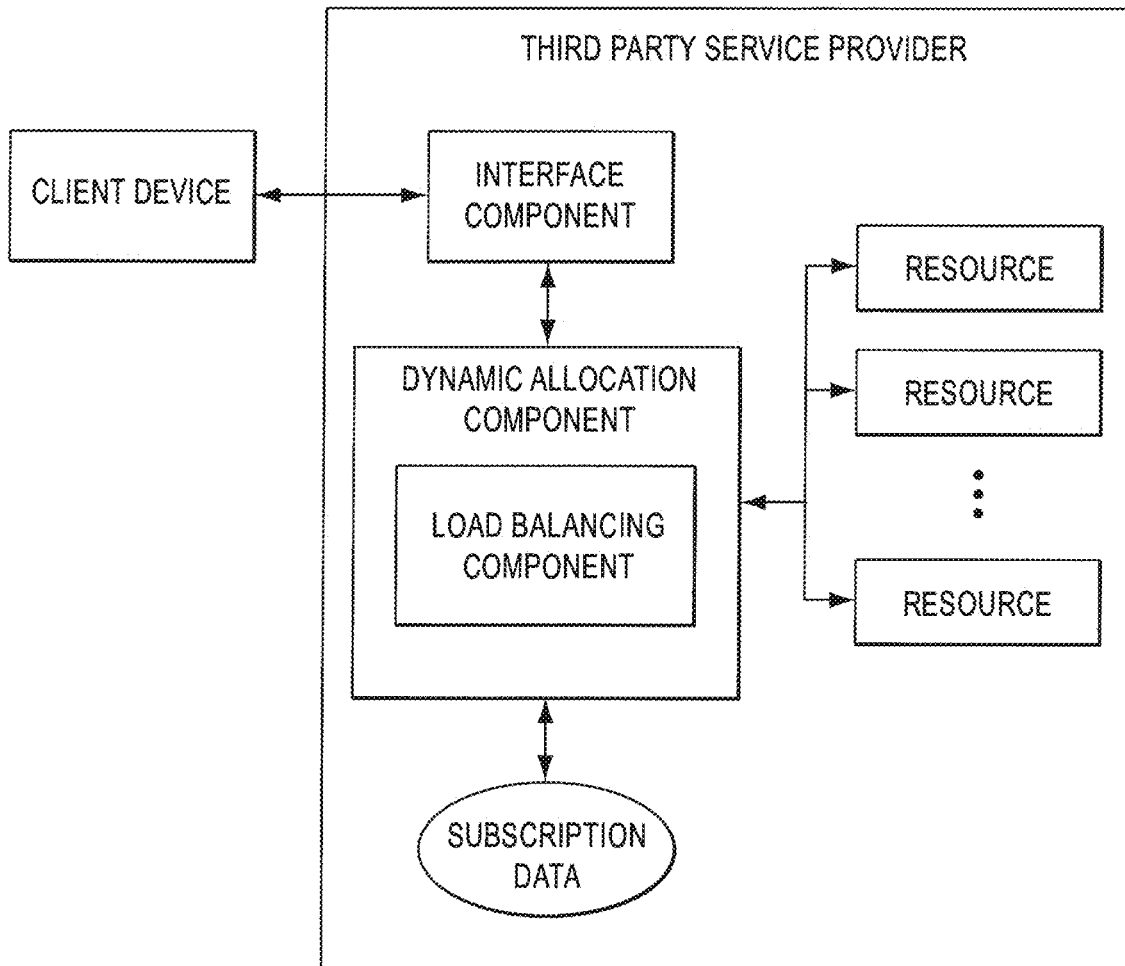 THIRD PARTY SERVICE PROVIDER
CLIENT DEVICE
INTERFACE
COMPONENT
RESOURCE
DYNAMIC ALLOCATION
COMPONENT
RESOURCE
LOAD BALANCING
COMPONENT
RESOURCE
SUBSCRIPTION
DATA